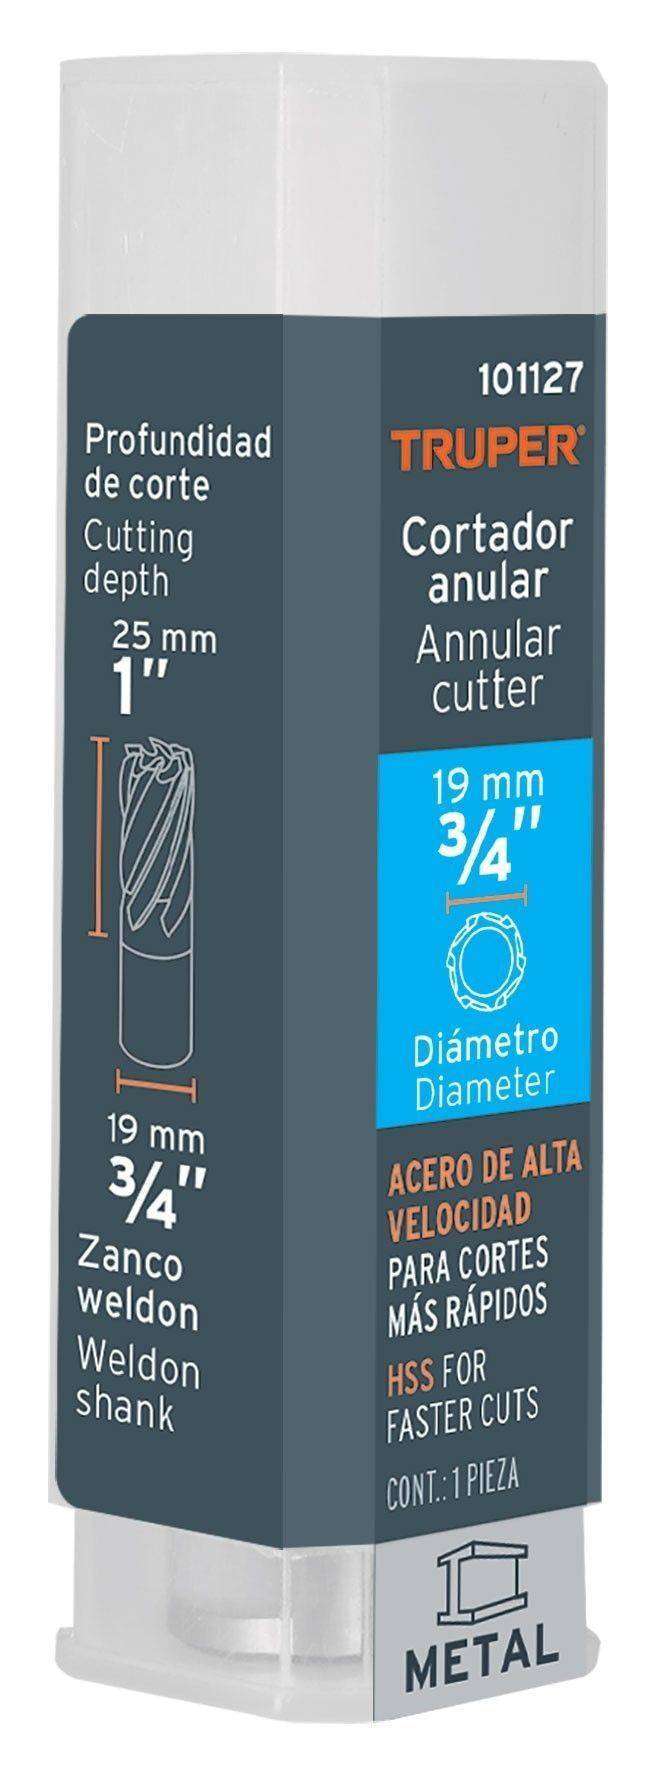 Profundidad
de corte
Cutting
depth
25 mm
1"
19 mm
3/4"
Zanco
weldon
Weldon
shank
101127
TRUPER®
Cortador
anular
Annular
cutter
19 mm
3/4"
Diámetro
Diameter
ACERO DE ALTA
VELOCIDAD
PARA CORTES
MÁS RÁPIDOS
HSS FOR
FASTER CUTS
CONT.: 1 PIEZA
METAL